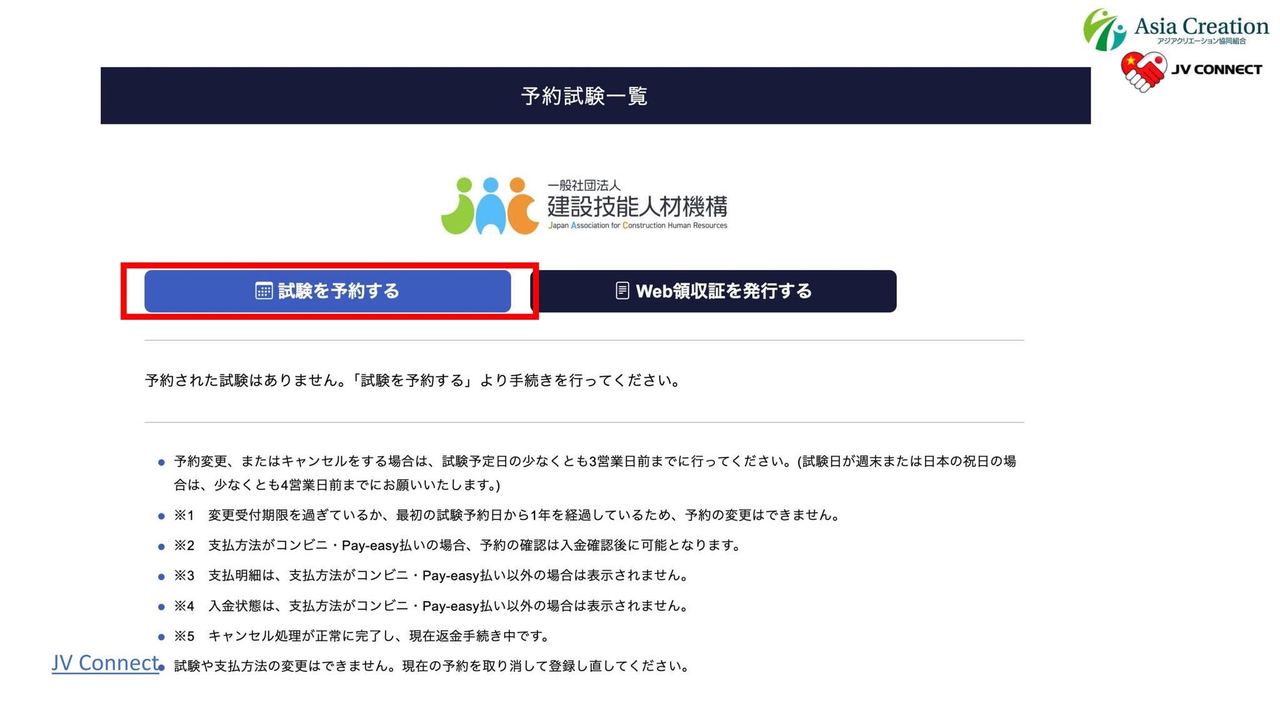 Asia Creation
アジアクリエーション協同組合
JV CONNECT
予約試験一覧
一般社団法人
建設技能人材機構
Japan Association for Construction Human Resources
試験を予約する
Web領収証を発行する
予約された試験はありません。「試験を予約する」より手続きを行ってください。
予約変更、またはキャンセルをする場合は、試験予定日の少なくとも3営業日前までに行ってください。(試験日が週末または日本の祝日の場
合は、少なくとも4営業日前までにお願いいたします。)
※1　変更受付期限を過ぎているか、最初の試験予約日から1年を経過しているため、予約の変更はできません。
※2　支払方法がコンビニ・Pay-easy払いの場合、予約の確認は入金確認後に可能となります。
※3　支払明細は、支払方法がコンビニ・Pay-easy払い以外の場合は表示されません。
※4　入金状態は、支払方法がコンビニ・Pay-easy払い以外の場合は表示されません。
※5　キャンセル処理が正常に完了し、現在返金手続き中です。
試験や支払方法の変更はできません。現在の予約を取り消して登録し直してください。
JV Connect